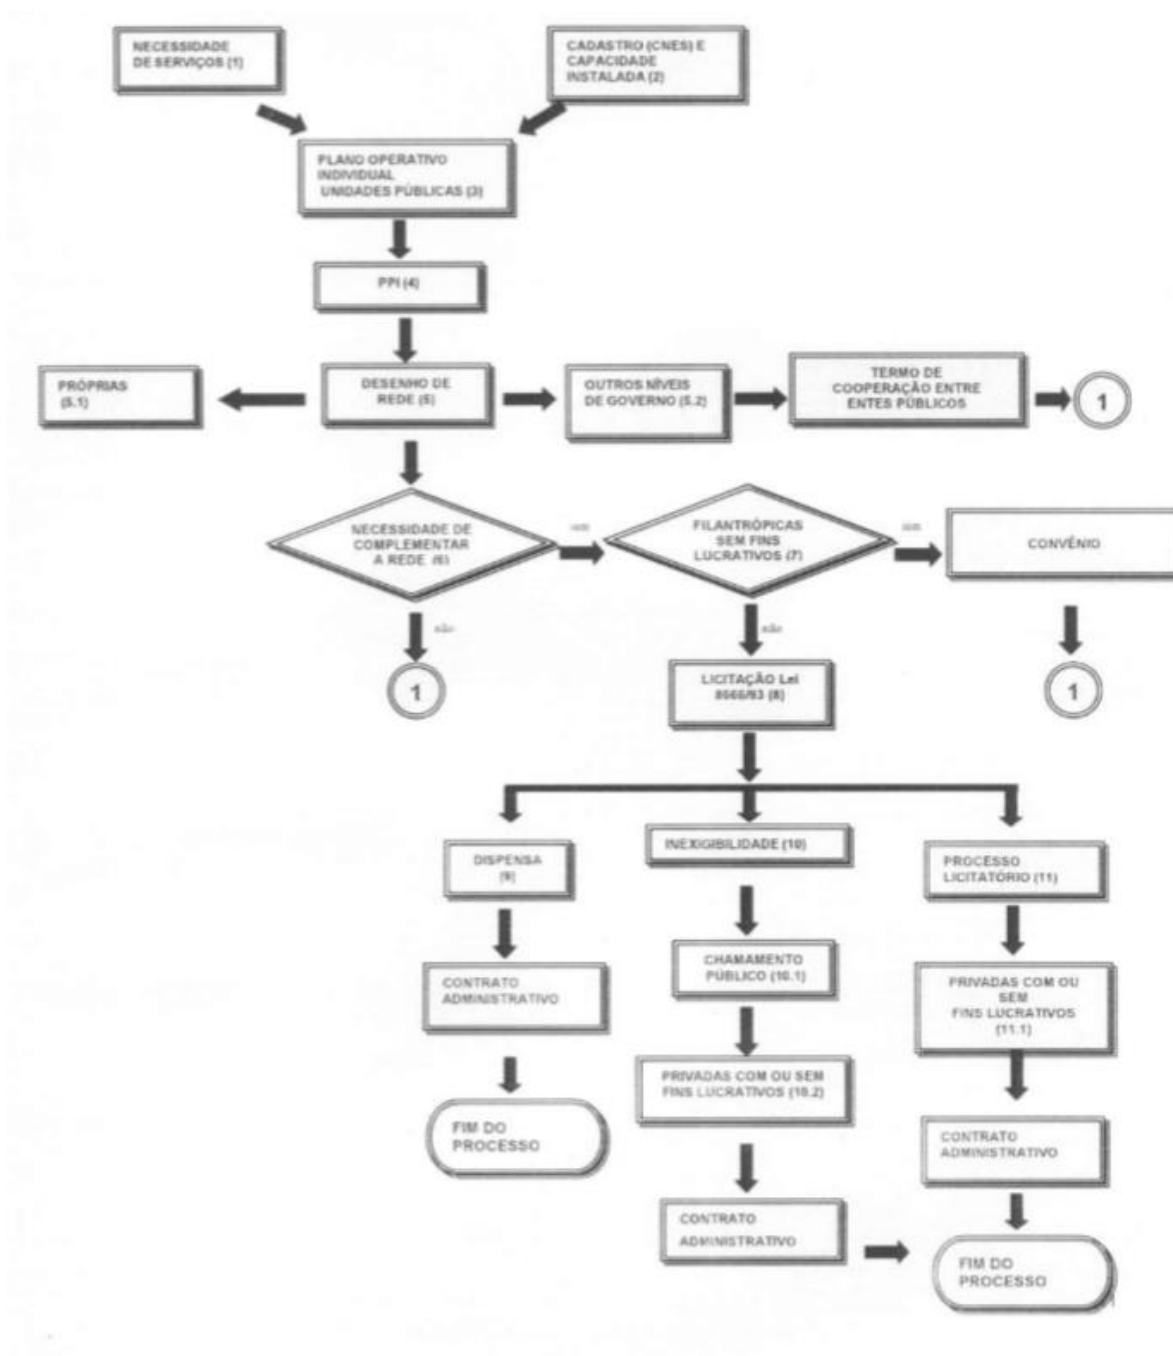 NECESSIDADE
DE SERVIÇOS (1)
CADASTRO (CNES) E
CAPACIDADE
INSTALADA (2)
PLANO OPERATIVO
INDIVIDUAL
UNIDADES PÚBLICAS (3)
PPI (4)
PRÓPRIAS
(5.1)
DESENHO DE
REDE (5)
OUTROS NÍVEIS
DE GOVERNO (5.2)
TERMO DE
COOPERAÇÃO ENTRE
ENTES PÚBLICOS
1
NECESSIDADE DE
COMPLEMENTAR
A REDE (6)
sim
FILANTRÓPICAS
SEM FINS
LUCRATIVOS (7)
sim
CONVÊNIO
não
não
1
LICITAÇÃO Lei
8666/93 (8)
1
DISPENSA
(9)
INEXIGIBILIDADE (10)
PROCESSO
LICITATÓRIO (11)
CONTRATO
ADMINISTRATIVO
CHAMAMENTO
PÚBLICO (10.1)
PRIVADAS COM OU
SEM
FINS LUCRATIVOS
(11.1)
FIM DO
PROCESSO
PRIVADAS COM OU SEM
FINS LUCRATIVOS (10.2)
CONTRATO
ADMINISTRATIVO
CONTRATO
ADMINISTRATIVO
FIM DO
PROCESSO